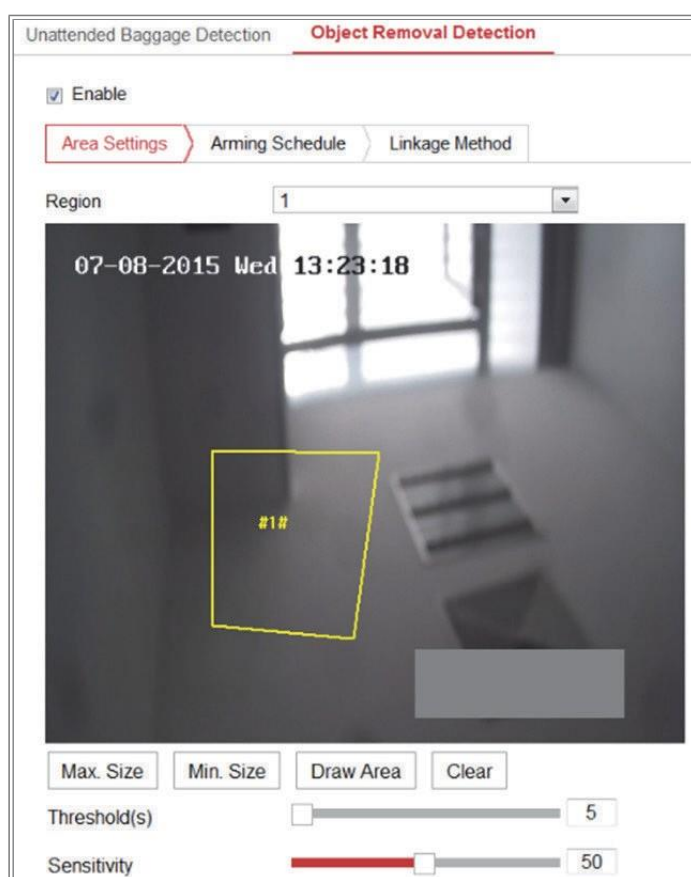 Unattended Baggage Detection Object Removal Detection
Enable
Area Settings Arming Schedule Linkage Method
Region 1
07-08-2015 Wed 13:23:18
#1#
Max. Size Min. Size Draw Area Clear
Threshold(s) 5
Sensitivity 50